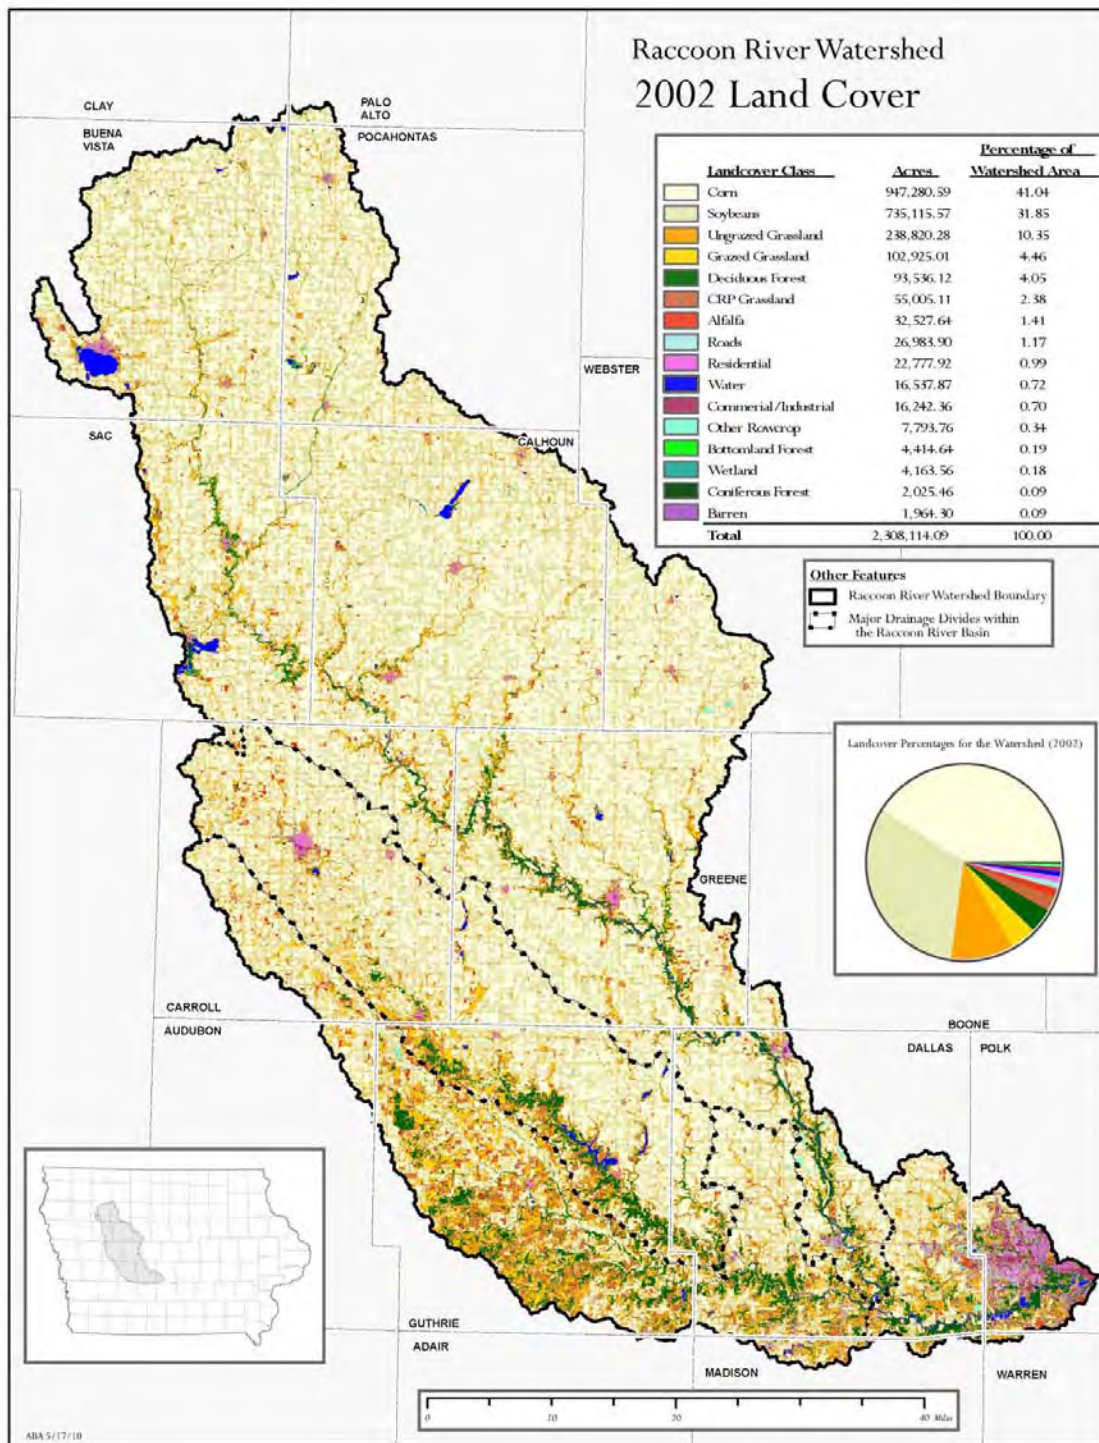 Raccoon River Watershed
2002 Land Cover
CLAY
PALO
ALTO
BUENA
VISTA
POCAHONTAS
Percentage of
Landcover Class Acres Watershed Area
Corn 947,280.59 41.04
Soybeans 735,115.57 31.85
Ungrazed Grassland 238,820.28 10.35
Grazed Grassland 102,925.01 4.46
Deciduous Forest 93,536.12 4.05
CRP Grassland 55,005.11 2.38
Alfalfa 32,527.64 1.41
Roads 26,983.90 1.17
Residential 22,777.92 0.99
Water 16,537.87 0.72
Commerial/Industrial 16,242.36 0.70
Other Rowcrop 7,793.76 0.34
Bottomland Forest 4,414.64 0.19
Wetland 4,163.56 0.18
Coniferous Forest 2,025.46 0.09
Barren 1,964.30 0.09
Total 2,308,114.09 100.00
WEBSTER
SAC
CALHOUN
Other Features
Raccoon River Watershed Boundary
Major Drainage Divides within
the Raccoon River Basin
Landcover Percentages for the Watershed (2002)
GREENE
CARROLL
AUDUBON
BOONE
DALLAS
POLK
GUTHRIE
ADAIR
MADISON
WARREN
0 10 20 40 Miles
ABA 5/17/10